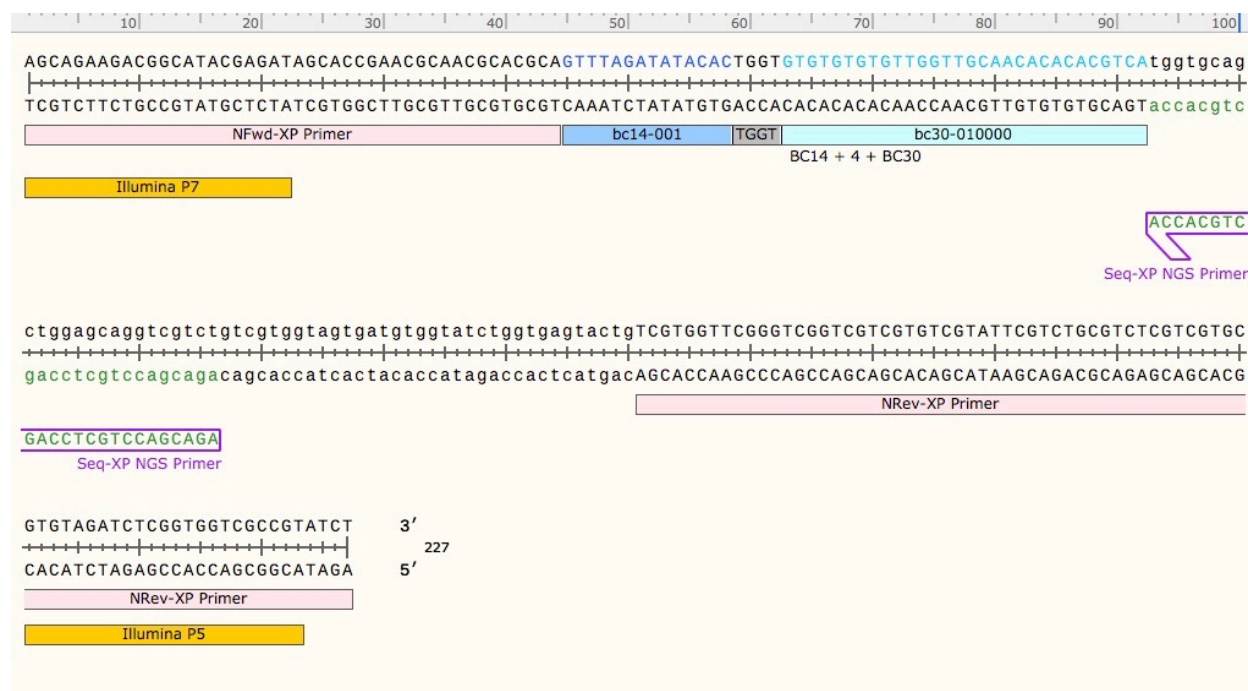 10 20 30 40 50 60 70 80 90 100
AGCAGAAGACGGCATACGAGATAGCACCGAACGCAACGCACGCAGTTTAGATATACACTGGTGTGTGTGTGTTGGTTGCAACACACACGTCAtggtgcag
TCGTCTTCTGCCGTATGCTCTATCGTGGCTTGCGTTGCGTGCGTCAAATCTATATGTGACCACACACACACAACCAACGTTGTGTGTGCAGTaccacgtc
NFwd-XP Primer bc14-001 TGGT bc30-010000
BC14 + 4 + BC30
Illumina P7
ACCACGTC
Seq-XP NGS Primer
ctggagcaggtcgtctgtcgtggtagtgatgtggtatctggtgagtactgTCGTGGTTCGGGTCGGTCGTCGTGTCGTATTCGTCTGCGTCTCGTCGTGC
gacctcgtccagcagacagcaccatcactacaccatagaccactcatgacAGCACCAAGCCCAGCCAGCAGCACAGCATAAGCAGACGCAGAGCAGCACG
NRev-XP Primer
GACCTCGTCCAGCAGA
Seq-XP NGS Primer
GTGTAGATCTCGGTGGTCGCCGTATCT 3′
227
CACATCTAGAGCCACCAGCGGCATAGA 5′
NRev-XP Primer
Illumina P5